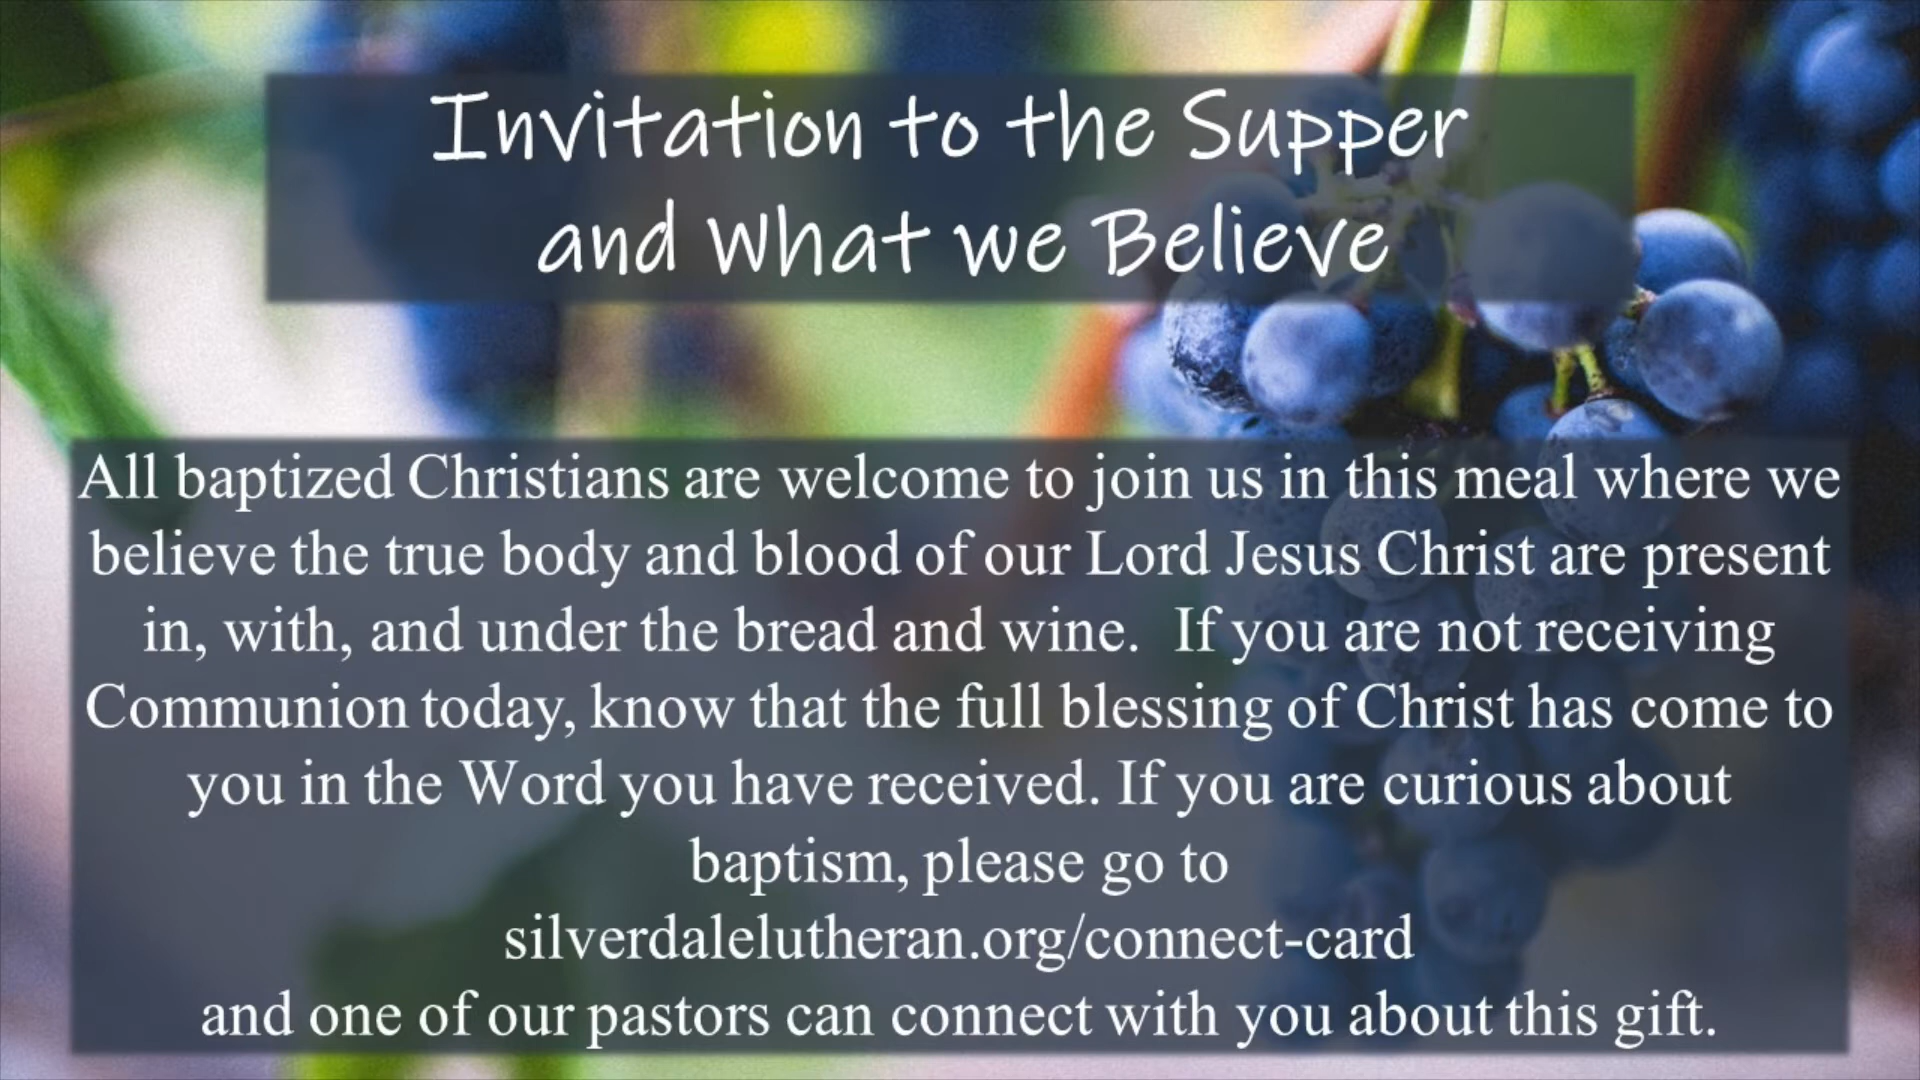 Invitation to the Supper
and What we Believe
All baptized Christians are welcome to join us in this meal where we
believe the true body and blood of our Lord Jesus Christ are present
in, with, and under the bread and wine.  If you are not receiving
Communion today, know that the full blessing of Christ has come to
you in the Word you have received. If you are curious about
baptism, please go to
silverdalelutheran.org/connect-card
and one of our pastors can connect with you about this gift.